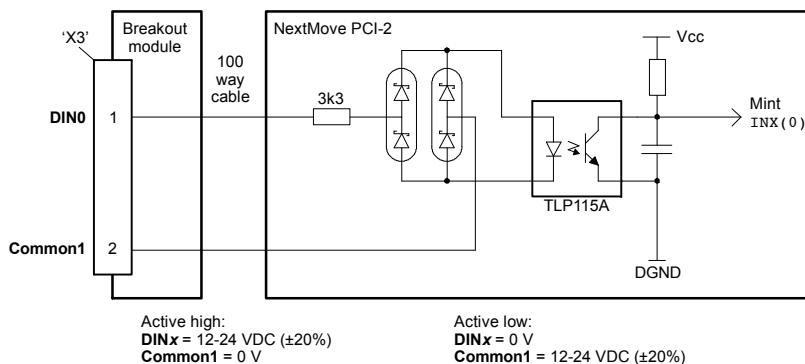 'X3'
Breakout
module
NextMove PCI-2
100
way
cable
Vcc
3k3
DIN0
1
Mint
INX(0)
TLP115A
Common1
2
DGND
Active high:
DINx = 12-24 VDC (±20%)
Common1 = 0 V
Active low:
DINx = 0 V
Common1 = 12-24 VDC (±20%)